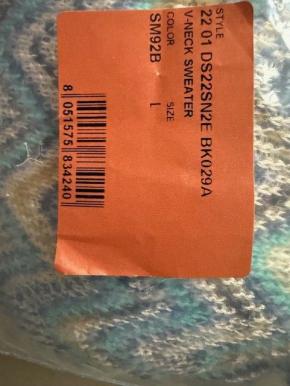 STYLE
22 01 DS22SN2E BK029A
V-NECK SWEATER
COLOR SIZE
SM92B L
8 051575 834240